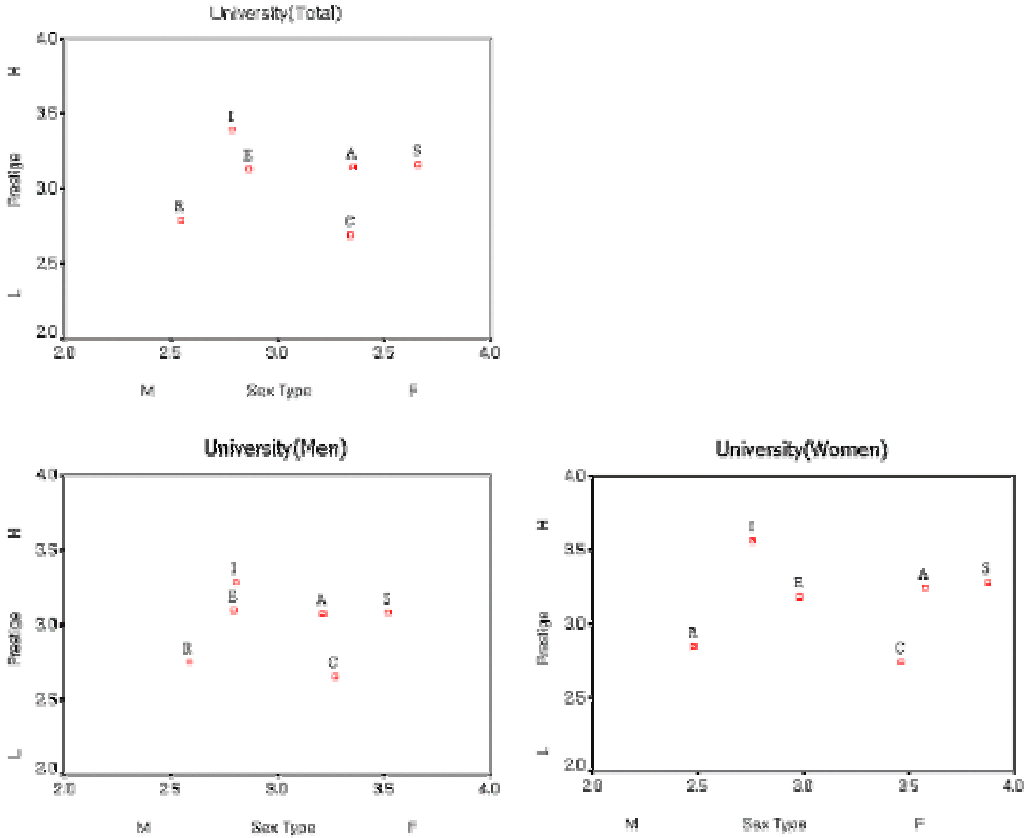 University(Total)
4.0
H
3.5
I
E
A
S
Prestige
3.0
R
C
2.5
L
2.0
2.0 2.5 3.0 3.5 4.0
M Sex Type F
University(Men)
4.0
H
3.5
I
E
A
S
3.0
Prestige
R
C
2.5
L
2.0
2.0 2.5 3.0 3.5 4.0
M Sex Type F
University(Women)
4.0
H
I
3.5
E
A
S
3.0
Prestige
R
C
2.5
L
2.0
2.0 2.5 3.0 3.5 4.0
M Sex Type F